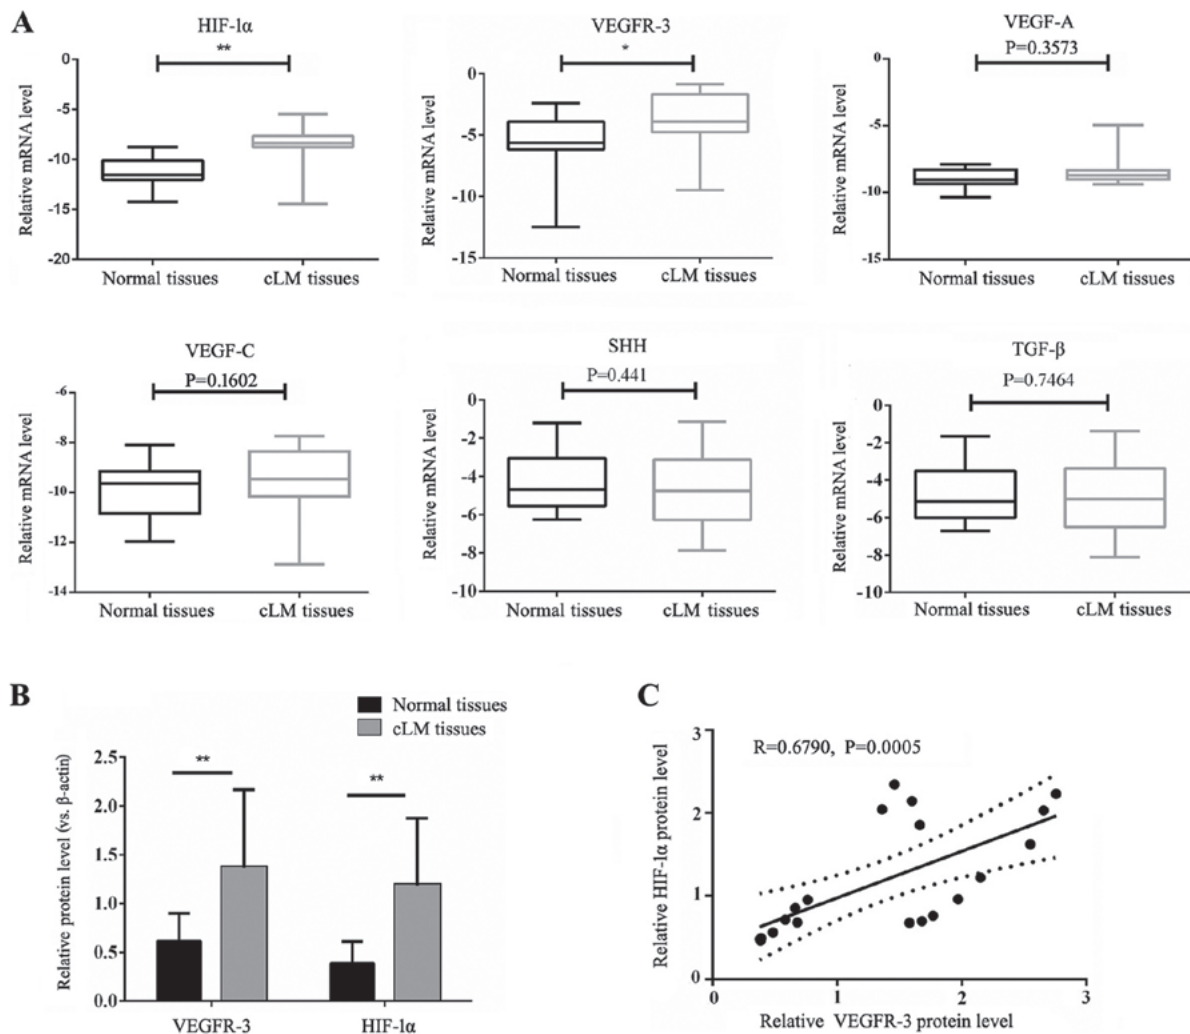 A
HIF-1α
**
Relative mRNA level
0
-5
-10
-15
-20
Normal tissues
cLM tissues
VEGFR-3
*
Relative mRNA level
0
-5
-10
-15
Normal tissues
cLM tissues
VEGF-A
P=0.3573
Relative mRNA level
0
-5
-10
-15
Normal tissues
cLM tissues
VEGF-C
P=0.1602
Relative mRNA level
-6
-8
-10
-12
-14
Normal tissues
cLM tissues
SHH
P=0.441
Relative mRNA level
0
-2
-4
-6
-8
-10
Normal tissues
cLM tissues
TGF-β
P=0.7464
Relative mRNA level
0
-2
-4
-6
-8
-10
Normal tissues
cLM tissues
B
Normal tissues
cLM tissues
Relative protein level (vs. β-actin)
2.5
2.0
1.5
1.0
0.5
0.0
**
**
VEGFR-3
HIF-1α
C
R=0.6790, P=0.0005
Relative HIF-1α protein level
3
2
1
0
0
1
2
3
Relative VEGFR-3 protein level